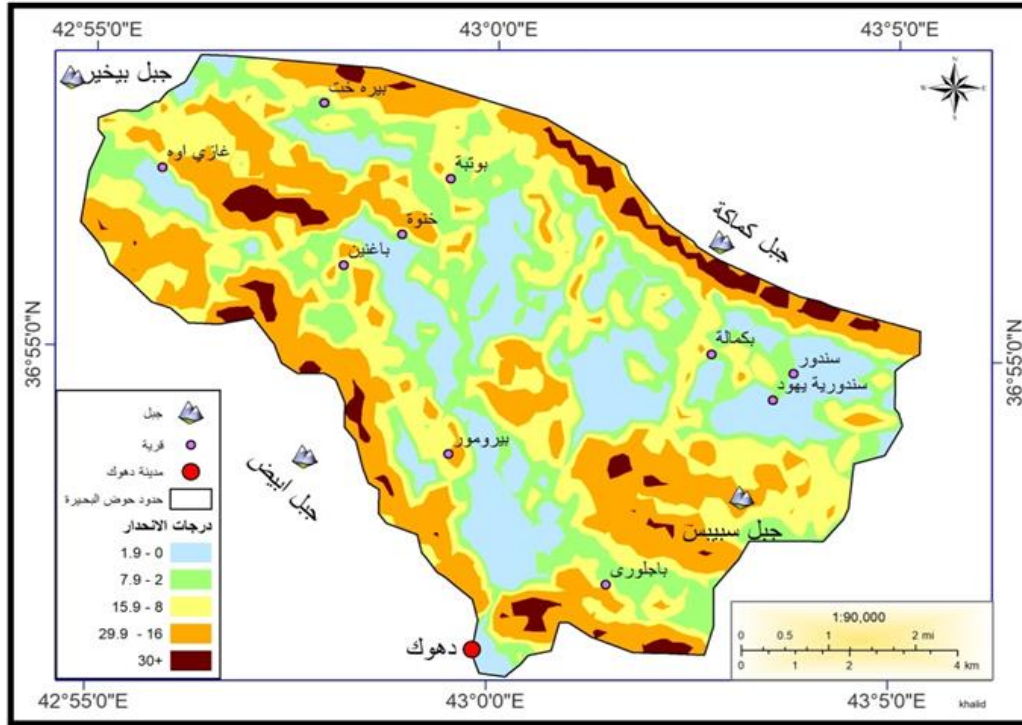 42°55'0"E
43°0'0"E
43°5'0"E
جبل بيخير
بيره خت
غازي اوه
بوتبة
خنوة
باغنين
جبل كماكة
بكمالة
سندور
سندورية يهود
36°55'0"N
36°55'0"N
جبل
قرية
مدينة دهوك
حدود حوض البحيرة
درجات الانحدار
1.9 - 0
7.9 - 2
15.9 - 8
29.9 - 16
30+
جبل ابيض
بيرومور
جبل سبيبس
باجلوری
دهوك
1:90,000
0 0.5 1 2 mi
0 1 2 4 km
khalid
42°55'0"E
43°0'0"E
43°5'0"E